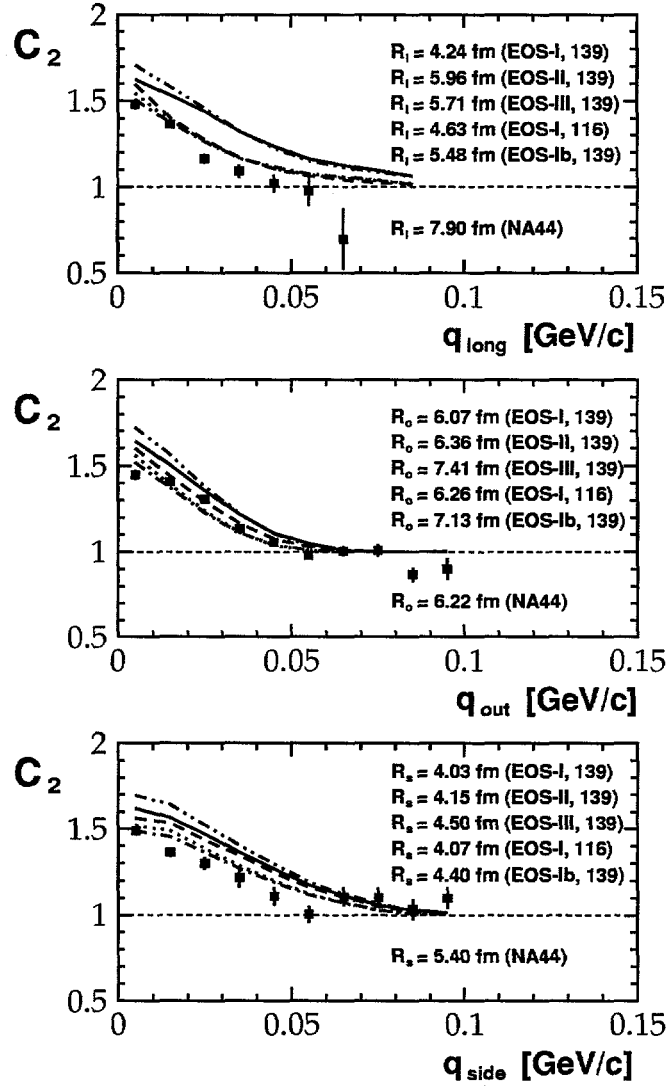 C₂
2
1.5
1
0.5
R_l = 4.24 fm (EOS-I, 139)
R_l = 5.96 fm (EOS-II, 139)
R_l = 5.71 fm (EOS-III, 139)
R_l = 4.63 fm (EOS-I, 116)
R_l = 5.48 fm (EOS-Ib, 139)
R_l = 7.90 fm (NA44)
0 0.05 0.1 0.15
q_long [GeV/c]
C₂
2
1.5
1
0.5
R_o = 6.07 fm (EOS-I, 139)
R_o = 6.36 fm (EOS-II, 139)
R_o = 7.41 fm (EOS-III, 139)
R_o = 6.26 fm (EOS-I, 116)
R_o = 7.13 fm (EOS-Ib, 139)
R_o = 6.22 fm (NA44)
0 0.05 0.1 0.15
q_out [GeV/c]
C₂
2
1.5
1
0.5
R_s = 4.03 fm (EOS-I, 139)
R_s = 4.15 fm (EOS-II, 139)
R_s = 4.50 fm (EOS-III, 139)
R_s = 4.07 fm (EOS-I, 116)
R_s = 4.40 fm (EOS-Ib, 139)
R_s = 5.40 fm (NA44)
0 0.05 0.1 0.15
q_side [GeV/c]